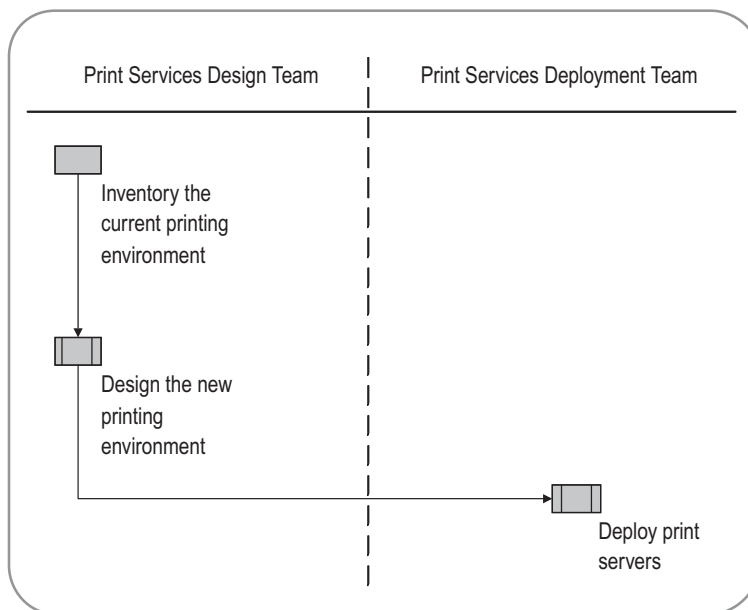 Print Services Design Team
Print Services Deployment Team
Inventory the
current printing
environment
Design the new
printing
environment
Deploy print
servers